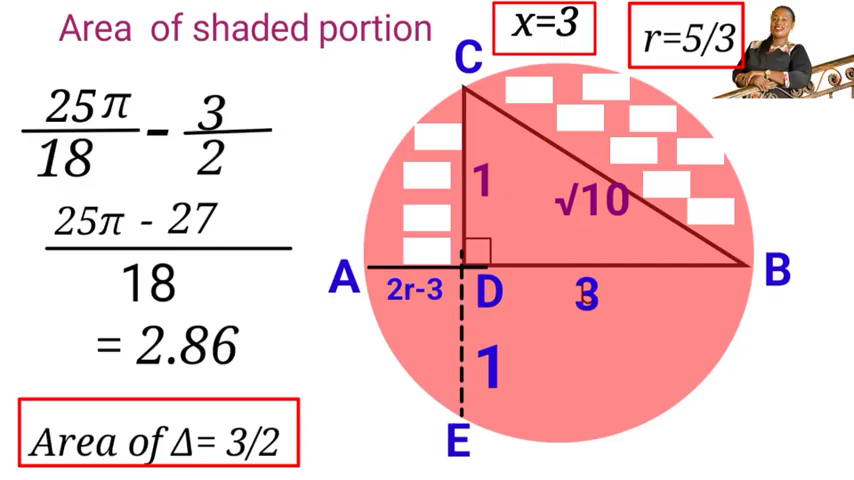 Area of shaded portion
x=3
r=5/3
C
25π/18 - 3/2
1
√10
25π - 27
18
A
2r-3
D
3
B
= 2.86
1
E
Area of Δ= 3/2